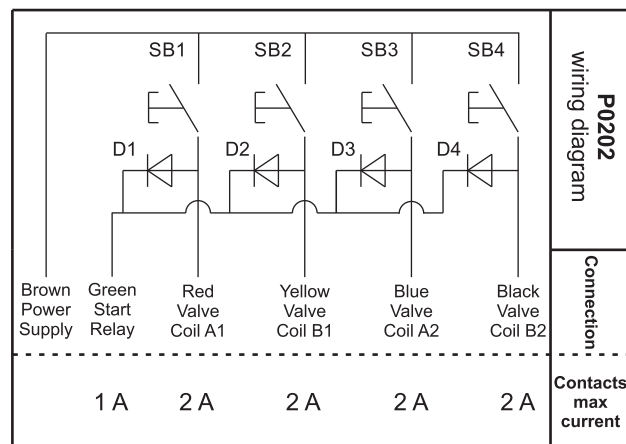 SB1 SB2 SB3 SB4
D1 D2 D3 D4
P0202
wiring diagram
Brown
Power
Supply
Green
Start
Relay
Red
Valve
Coil A1
Yellow
Valve
Coil B1
Blue
Valve
Coil A2
Black
Valve
Coil B2
Connection
1 A 2 A 2 A 2 A 2 A
Contacts
max
current